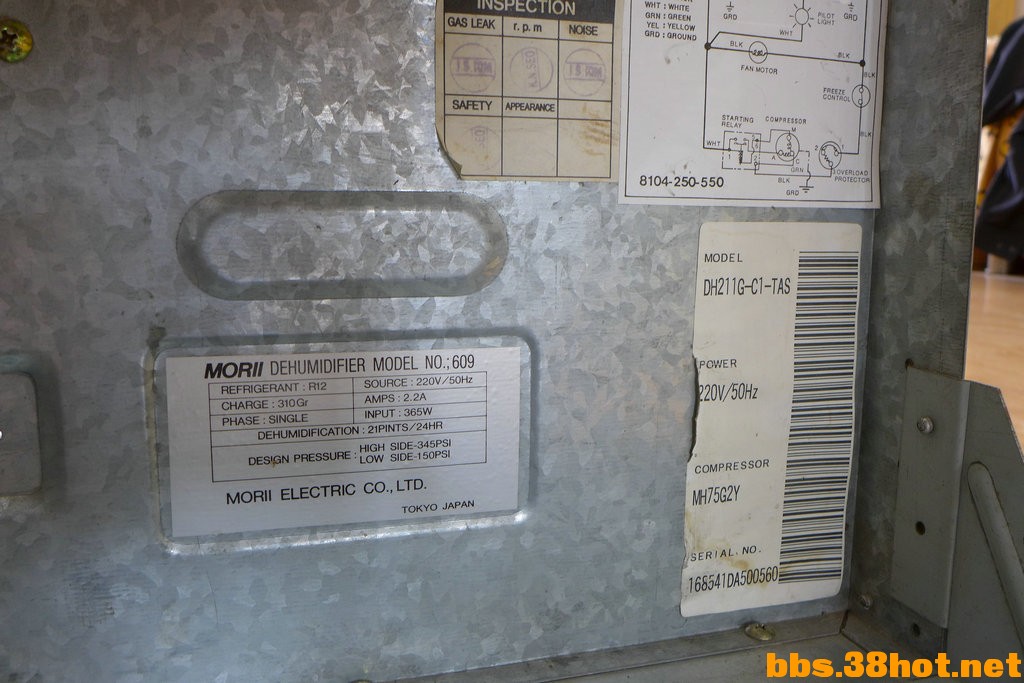 INSPECTION
GAS LEAK r.p.m NOISE
SAFETY APPEARANCE
WHT : WHITE
GRN : GREEN
YEL : YELLOW
GRD : GROUND
GRD
PILOT LIGHT
GRD
WHT
BLK
BLK
FAN MOTOR
BLK
FREEZE CONTROL
STARTING RELAY
COMPRESSOR
M
BLK
WHT
A C
GRN
2 1
BLK
OVERLOAD PROTECTOR
GRD
8104-250-550
MORII DEHUMIDIFIER MODEL NO.;609
REFRIGERANT : R12 SOURCE : 220V/50Hz
CHARGE : 310Gr AMPS : 2.2A
PHASE : SINGLE INPUT : 365W
DEHUMIDIFICATION : 21PINTS/24HR
DESIGN PRESSURE : HIGH SIDE-345PSI
LOW SIDE-150PSI
MORII ELECTRIC CO.,LTD.
TOKYO JAPAN
MODEL
DH211G-C1-TAS
POWER
220V/50Hz
COMPRESSOR
MH75G2Y
SERIAL. NO.
168541DA500560
bbs.38hot.net